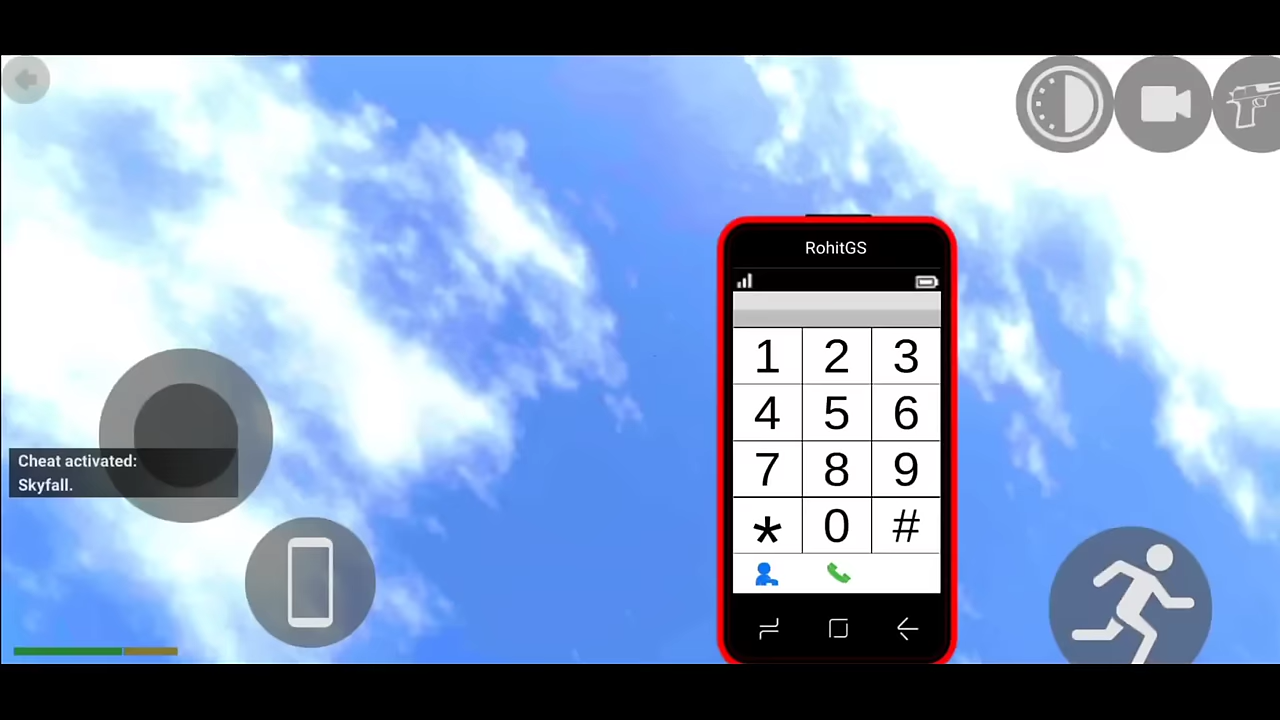 RohitGS
1 2 3
4 5 6
7 8 9
* 0 #
Cheat activated:
Skyfall.